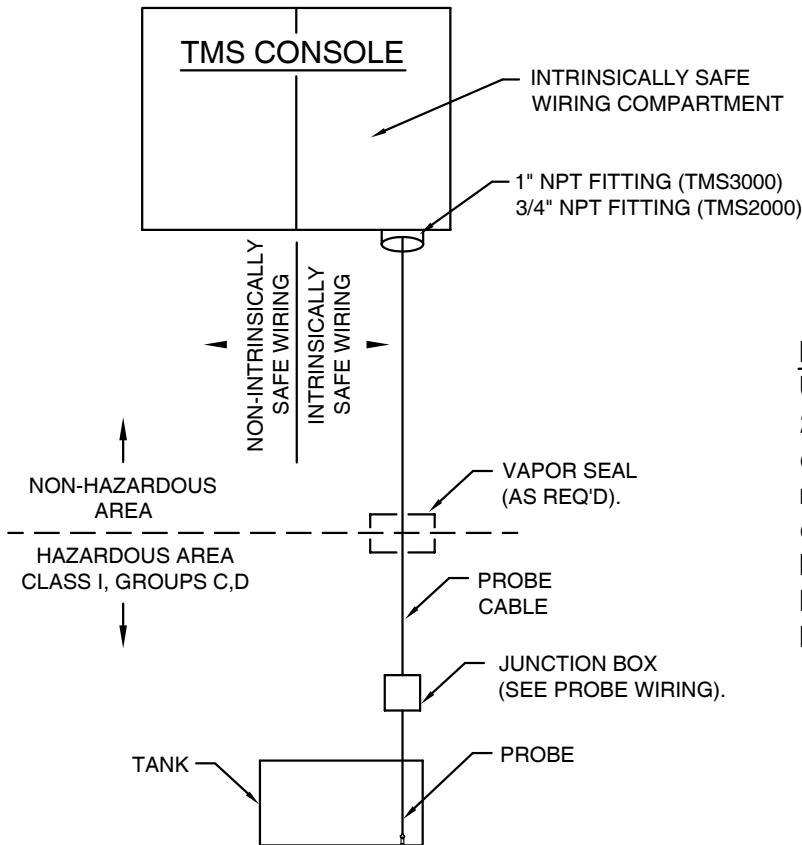 TMS CONSOLE
INTRINSICALLY SAFE
WIRING COMPARTMENT
1" NPT FITTING (TMS3000)
3/4" NPT FITTING (TMS2000)
NON-INTRINSICALLY
SAFE WIRING
INTRINSICALLY
SAFE WIRING
NON-HAZARDOUS
AREA
VAPOR SEAL
(AS REQ'D).
HAZARDOUS AREA
CLASS I, GROUPS C,D
PROBE
CABLE
JUNCTION BOX
(SEE PROBE WIRING).
TANK
PROBE